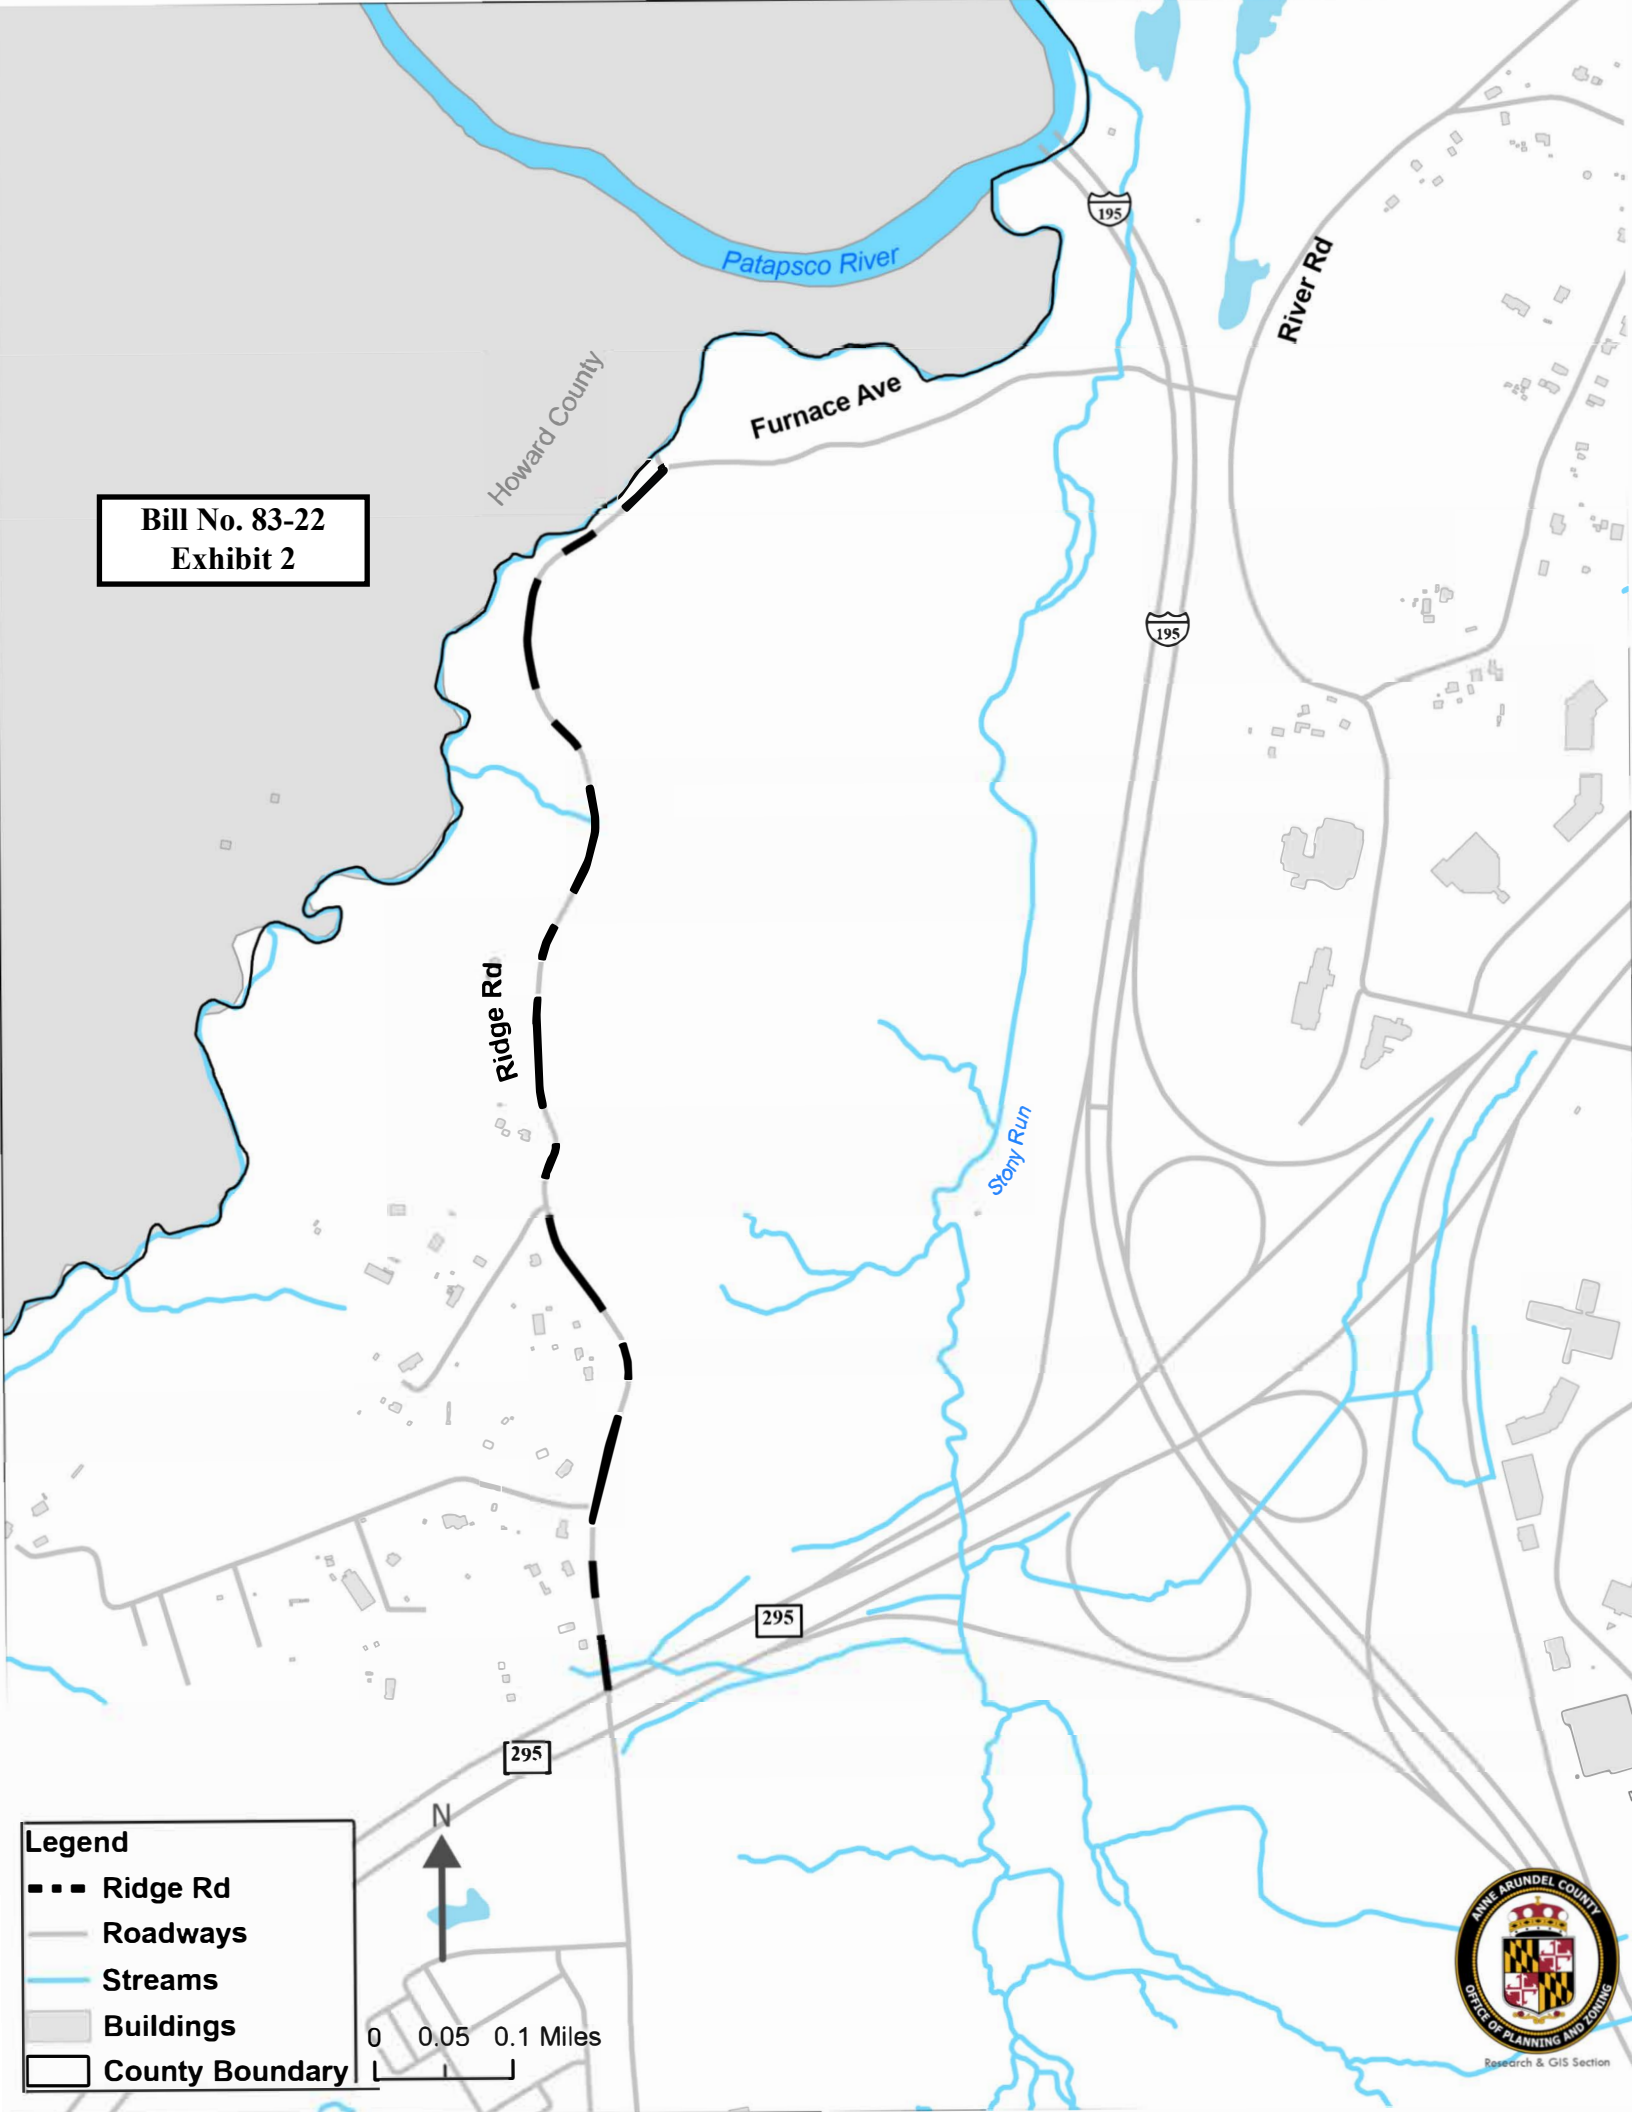 195
River Rd
Patapsco River
Howard County
Furnace Ave
Bill No. 83-22
Exhibit 2
195
Ridge Rd
Stony Run
295
295
N
Legend
Ridge Rd
Roadways
Streams
Buildings
County Boundary
0 0.05 0.1 Miles
ANNE ARUNDEL COUNTY
OFFICE OF PLANNING AND ZONING
Research & GIS Section